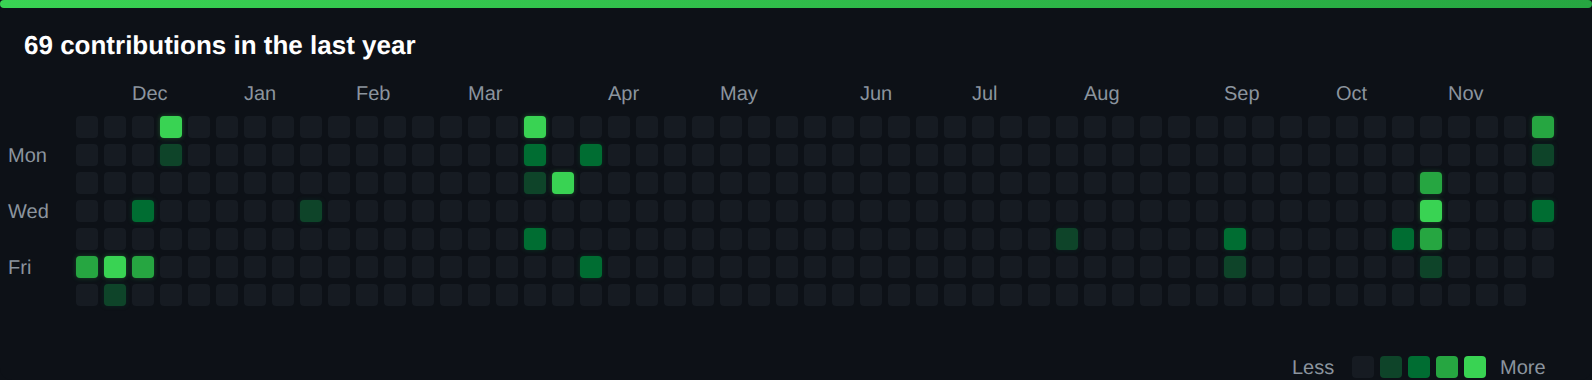 69 contributions in the last year
Dec Jan Feb Mar Apr May Jun Jul Aug Sep Oct Nov
Mon
Wed
Fri
Less More